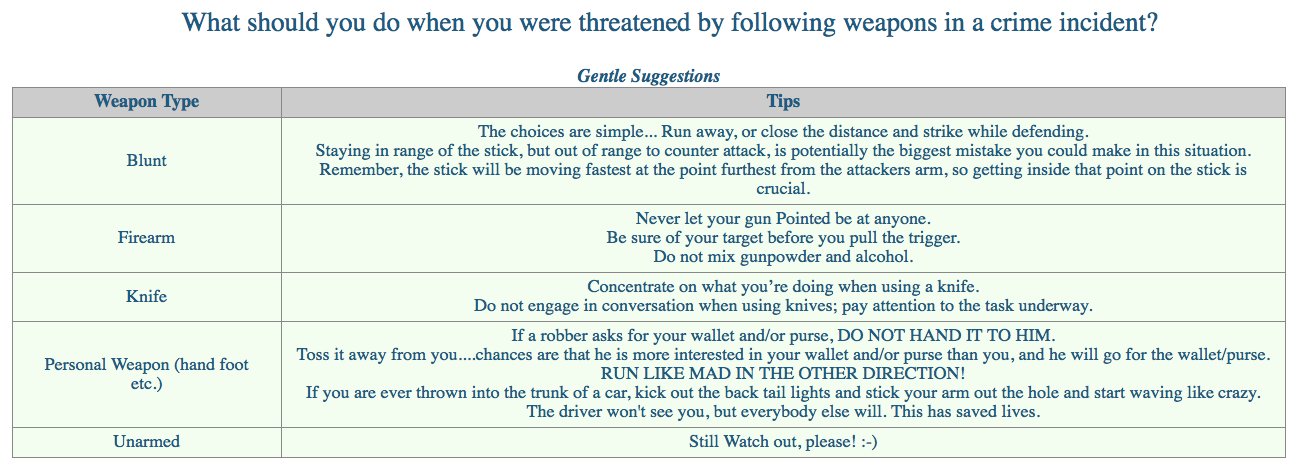 What should you do when you were threatened by following weapons in a crime incident?
Gentle Suggestions
Weapon Type
Tips
Blunt
The choices are simple... Run away, or close the distance and strike while defending.
Staying in range of the stick, but out of range to counter attack, is potentially the biggest mistake you could make in this situation.
Remember, the stick will be moving fastest at the point furthest from the attackers arm, so getting inside that point on the stick is
crucial.
Firearm
Never let your gun Pointed be at anyone.
Be sure of your target before you pull the trigger.
Do not mix gunpowder and alcohol.
Knife
Concentrate on what you’re doing when using a knife.
Do not engage in conversation when using knives; pay attention to the task underway.
Personal Weapon (hand foot
etc.)
If a robber asks for your wallet and/or purse, DO NOT HAND IT TO HIM.
Toss it away from you....chances are that he is more interested in your wallet and/or purse than you, and he will go for the wallet/purse.
RUN LIKE MAD IN THE OTHER DIRECTION!
If you are ever thrown into the trunk of a car, kick out the back tail lights and stick your arm out the hole and start waving like crazy.
The driver won't see you, but everybody else will. This has saved lives.
Unarmed
Still Watch out, please! :-)